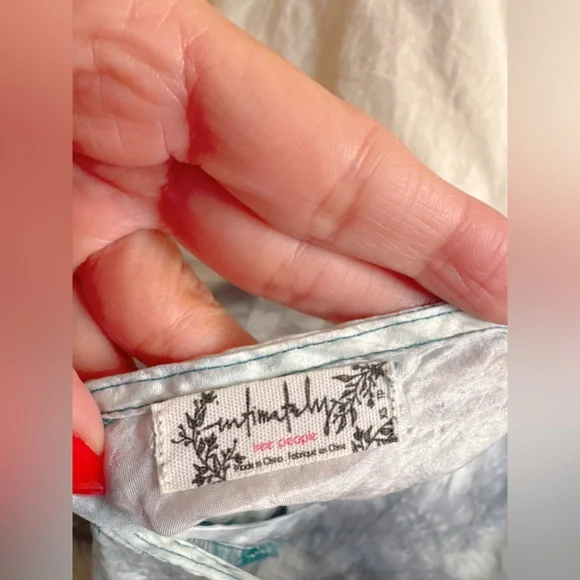 Intimately
free people
Made in China . Fabriqué en Chine